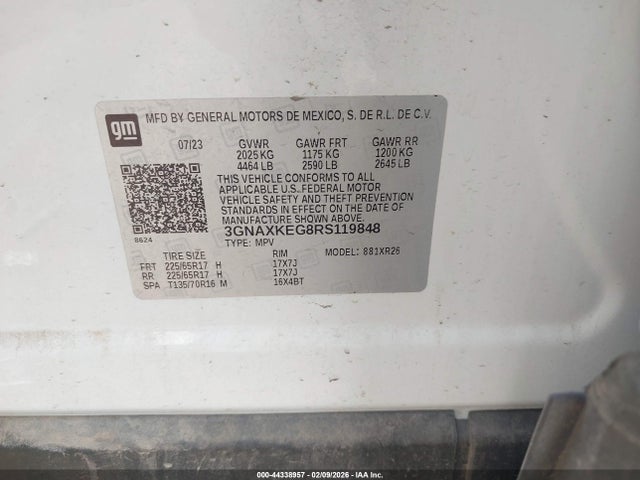 gm
MFD BY GENERAL MOTORS DE MEXICO, S. DE R.L. DE C.V.
07/23 GVWR GAWR FRT GAWR RR
2025 KG 1175 KG 1200 KG
4464 LB 2590 LB 2645 LB
THIS VEHICLE CONFORMS TO ALL
APPLICABLE U.S. FEDERAL MOTOR
VEHICLE SAFETY AND THEFT PREVENTION
STANDARDS IN EFFECT ON THE DATE OF
MANUFACTURE SHOWN ABOVE.
8624 3GNAXKEG8RS119848
TYPE: MPV
TIRE SIZE RIM MODEL: 881XR26
FRT 225/65R17 H 17X7J
RR 225/65R17 H 17X7J
SPA T135/70R16 M 16X4BT
000-44338957 - 02/09/2026 - IAA Inc.